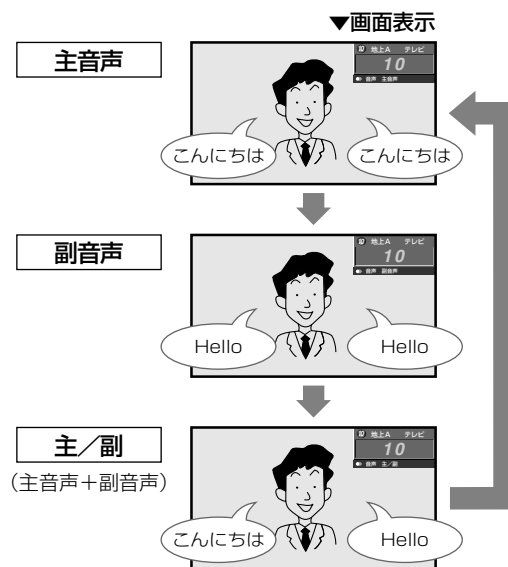 ▼画面表示
主音声
10 地上A テレビ
10
音声 主音声
こんにちは
こんにちは
副音声
10 地上A テレビ
10
音声 副音声
Hello
Hello
主／副
（主音声＋副音声）
10 地上A テレビ
10
音声 主／副
こんにちは
Hello